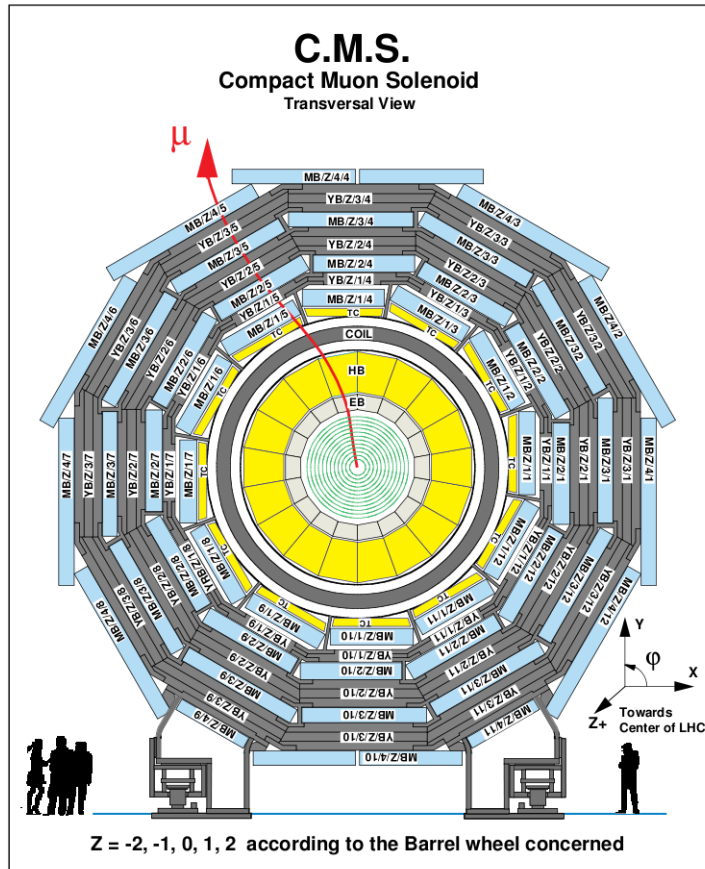 C.M.S.
Compact Muon Solenoid
Transversal View
μ
MB/Z/4/4
YB/Z/3/4
MB/Z/3/4
YB/Z/2/4
MB/Z/2/4
YB/Z/1/4
MB/Z/1/4
TC
MB/Z/4/5
YB/Z/3/5
MB/Z/3/5
YB/Z/2/5
MB/Z/2/5
YB/Z/1/5
MB/Z/1/5
TC
MB/Z/4/3
YB/Z/3/3
MB/Z/3/3
YB/Z/2/3
MB/Z/2/3
YB/Z/1/3
MB/Z/1/3
TC
MB/Z/4/6
YB/Z/3/6
MB/Z/3/6
YB/Z/2/6
MB/Z/2/6
YB/Z/1/6
MB/Z/1/6
TC
COIL
HB
EB
TC
MB/Z/1/2
YB/Z/1/2
MB/Z/2/2
YB/Z/2/2
MB/Z/3/2
YB/Z/3/2
MB/Z/4/2
MB/Z/4/7
YB/Z/3/7
MB/Z/3/7
YB/Z/2/7
MB/Z/2/7
YB/Z/1/7
MB/Z/1/7
TC
TC
MB/Z/1/1
YB/Z/1/1
MB/Z/2/1
YB/Z/2/1
MB/Z/3/1
YB/Z/3/1
MB/Z/4/1
MB/Z/4/8
YB/Z/3/8
MB/Z/3/8
YB/Z/2/8
MB/Z/2/8
YRB/Z/1/8
MB/Z/1/8
TC
TC
MB/Z/1/12
YB/Z/1/12
MB/Z/2/12
YB/Z/2/12
MB/Z/3/12
YB/Z/3/12
MB/Z/4/12
TC
MB/Z/1/9
YB/Z/1/9
MB/Z/2/9
YB/Z/2/9
MB/Z/3/9
YB/Z/3/9
MB/Z/4/9
TC
MB/Z/1/11
YB/Z/1/11
MB/Z/2/11
YB/Z/2/11
MB/Z/3/11
YB/Z/3/11
MB/Z/4/11
TC
MB/Z/1/10
YB/Z/1/10
MB/Z/2/10
YB/Z/2/10
MB/Z/3/10
YB/Z/3/10
MB/Z/4/10
Y
φ
X
Z+
Towards
Center of LHC
Z = -2, -1, 0, 1, 2 according to the Barrel wheel concerned